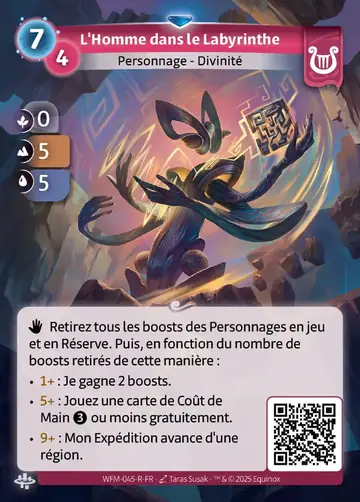 7
4
L'Homme dans le Labyrinthe
Personnage - Divinité
0
5
5
Retirez tous les boosts des Personnages en jeu
et en Réserve. Puis, en fonction du nombre de
boosts retirés de cette manière :
• 1+ : Je gagne 2 boosts.
• 5+ : Jouez une carte de Coût de
Main 3 ou moins gratuitement.
• 9+ : Mon Expédition avance d'une
région.
WFM-045-R-FR - Taras Susak - ™ & © 2025 Equinox